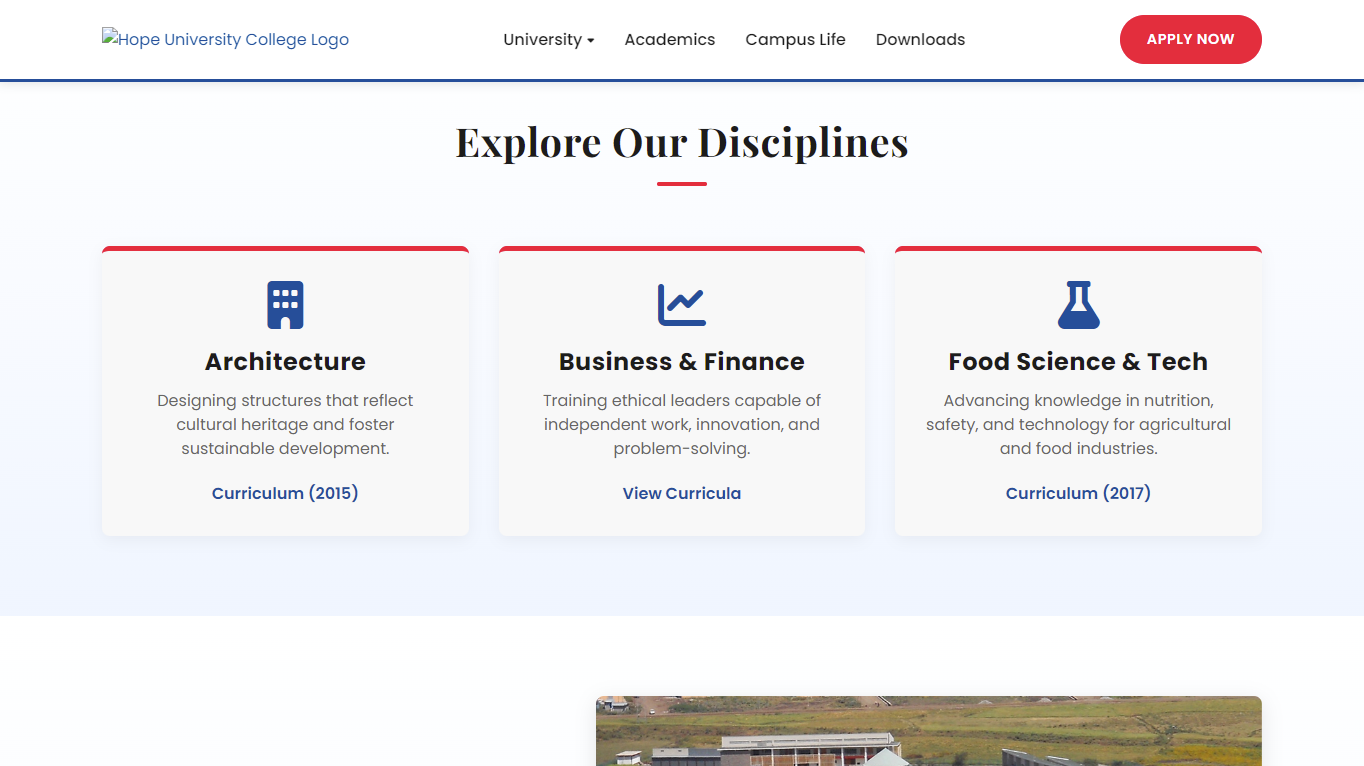 Hope University College Logo
University
Academics
Campus Life
Downloads
APPLY NOW
Explore Our Disciplines
Architecture
Designing structures that reflect
cultural heritage and foster
sustainable development.
Curriculum (2015)
Business & Finance
Training ethical leaders capable of
independent work, innovation, and
problem-solving.
View Curricula
Food Science & Tech
Advancing knowledge in nutrition,
safety, and technology for agricultural
and food industries.
Curriculum (2017)